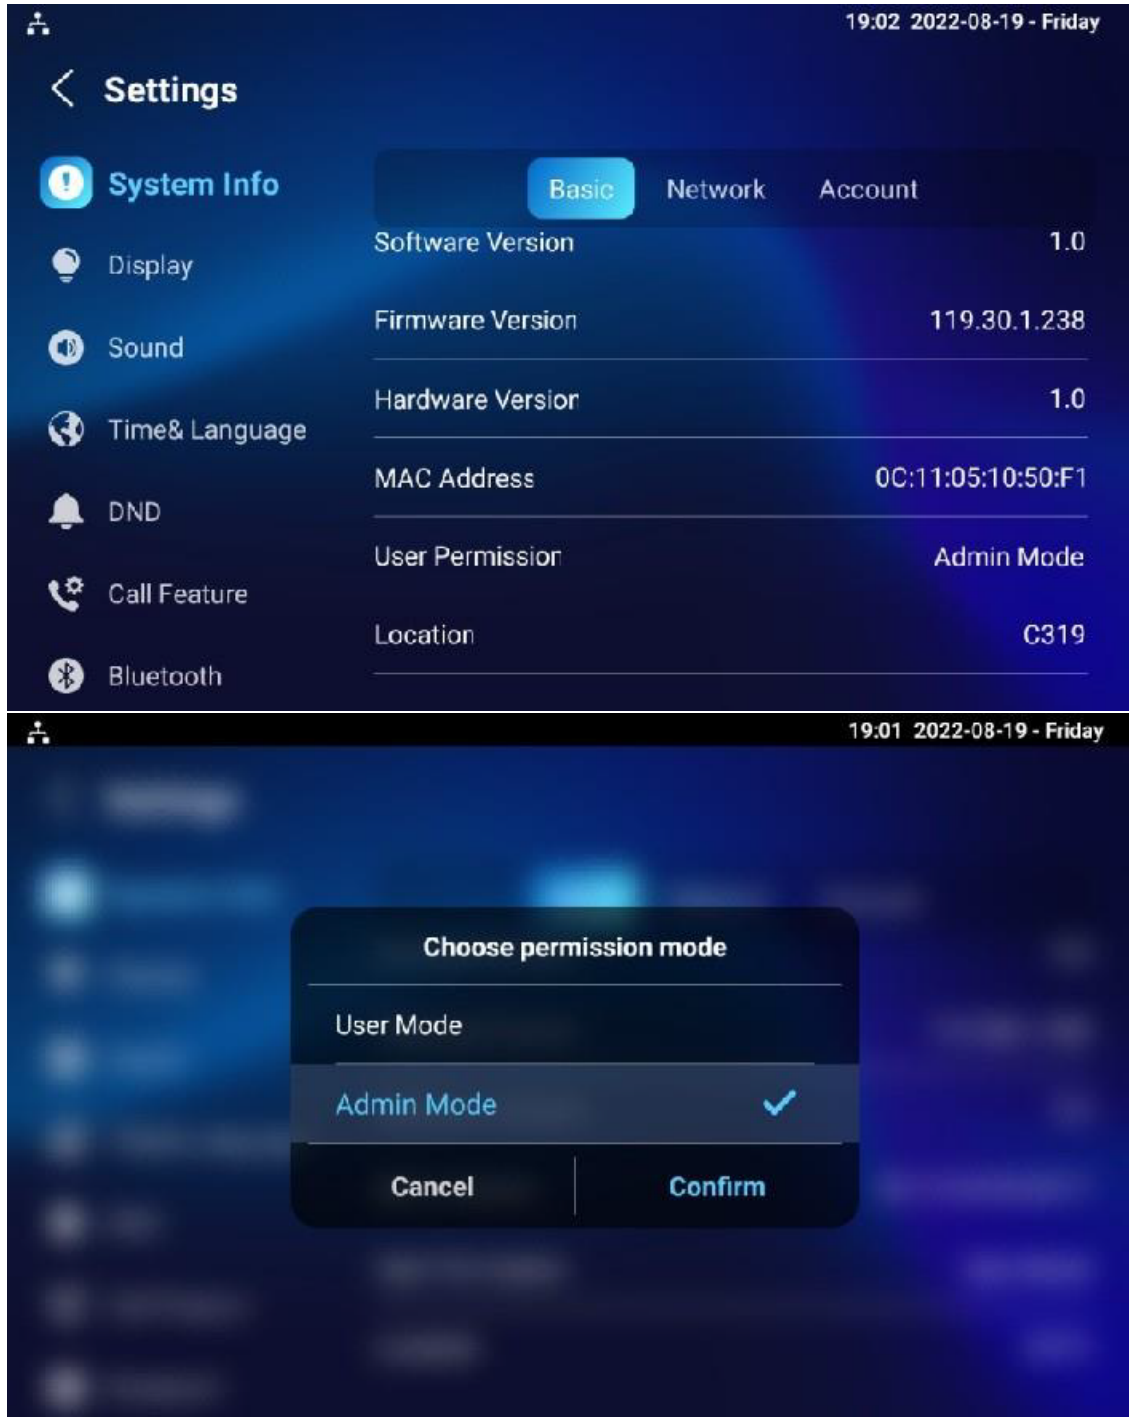 19:02 2022-08-19 - Friday
Settings
System Info
Basic Network Account
Software Version 1.0
Display
Firmware Version 119.30.1.238
Sound
Hardware Version 1.0
Time& Language
MAC Address 0C:11:05:10:50:F1
DND
User Permission Admin Mode
Call Feature
Location C319
Bluetooth
19:01 2022-08-19 - Friday
Choose permission mode
User Mode
Admin Mode
Cancel Confirm